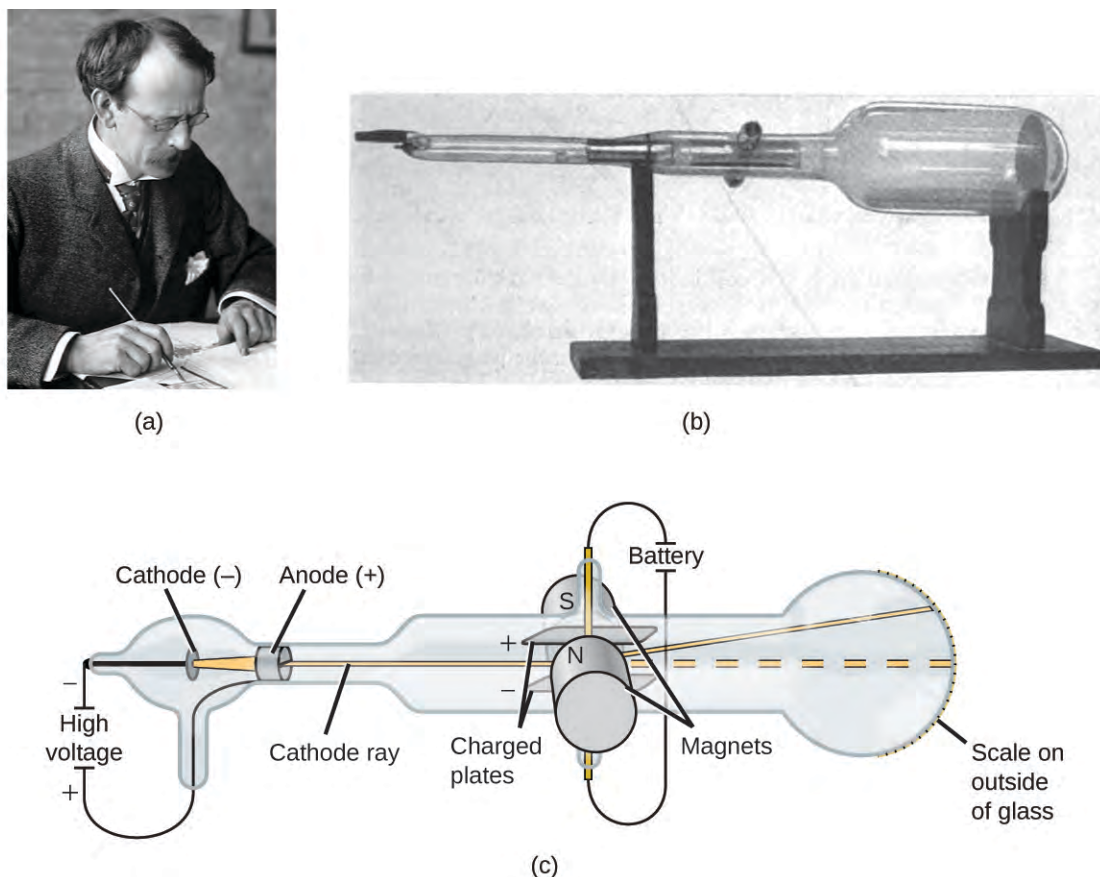 (a)
(b)
Cathode (–)
Anode (+)
Battery
S
+
N
–
–
High
voltage
+
Cathode ray
Charged
plates
Magnets
Scale on
outside
of glass
(c)